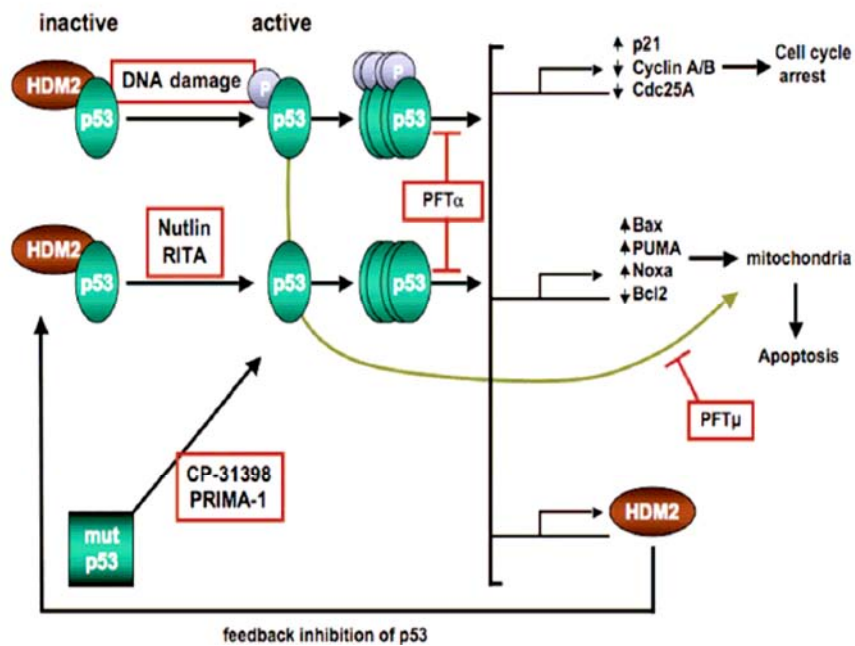 inactive
active
HDM2
p53
DNA damage
P
p53
P
p53
p21
Cyclin A/B
Cdc25A
Cell cycle
arrest
PFTα
HDM2
p53
Nutlin
RITA
p53
p53
Bax
PUMA
Noxa
Bcl2
mitochondria
Apoptosis
PFTμ
CP-31398
PRIMA-1
mut
p53
HDM2
feedback inhibition of p53